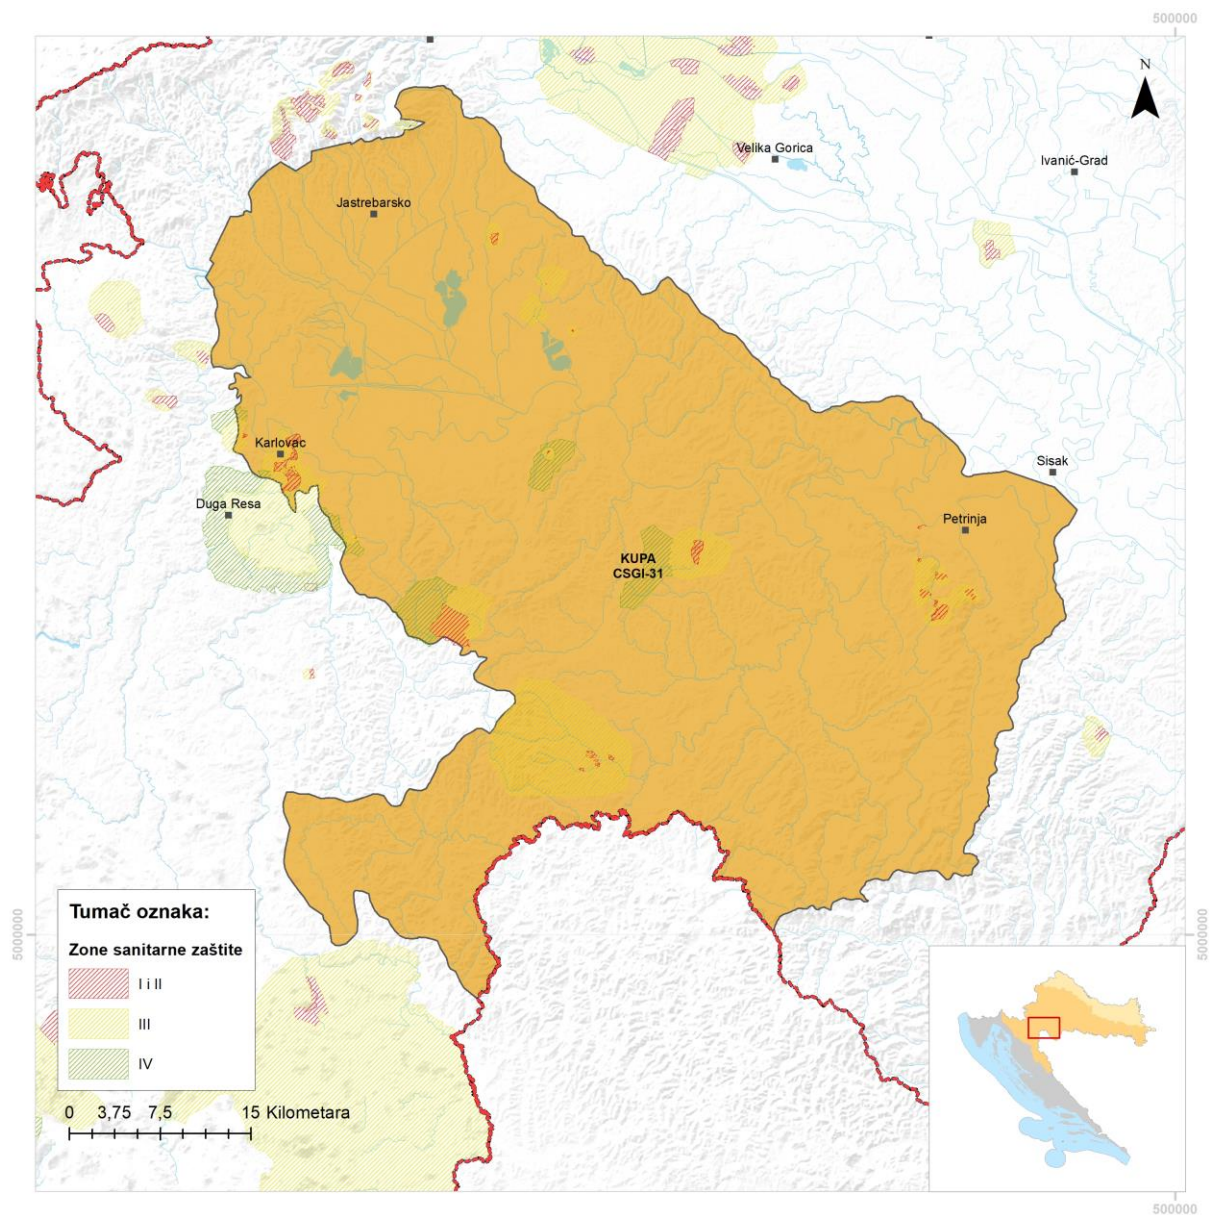 500000
N
Velika Gorica
Ivanić-Grad
Jastrebarsko
Karlovac
Sisak
Duga Resa
Petrinja
KUPA
CSGI-31
Tumač oznaka:
Zone sanitarne zaštite
I i II
III
IV
0 3,75 7,5 15 Kilometara
5000000
5000000
500000